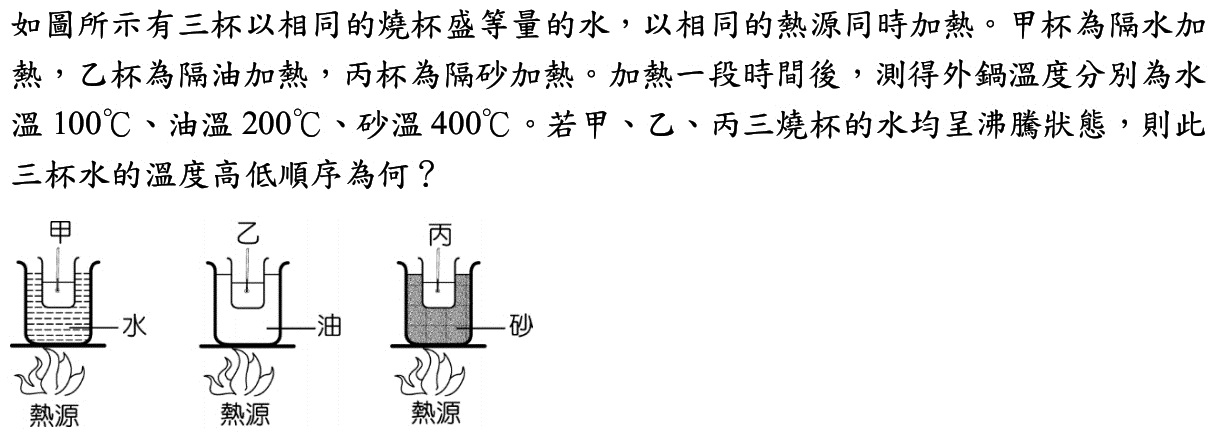 如圖所示有三杯以相同的燒杯盛等量的水，以相同的熱源同時加熱。甲杯為隔水加
熱，乙杯為隔油加熱，丙杯為隔砂加熱。加熱一段時間後，測得外鍋溫度分別為水
溫 100℃、油溫 200℃、砂溫 400℃。若甲、乙、丙三燒杯的水均呈沸騰狀態，則此
三杯水的溫度高低順序為何？
甲 乙 丙
水 油 砂
熱源 熱源 熱源